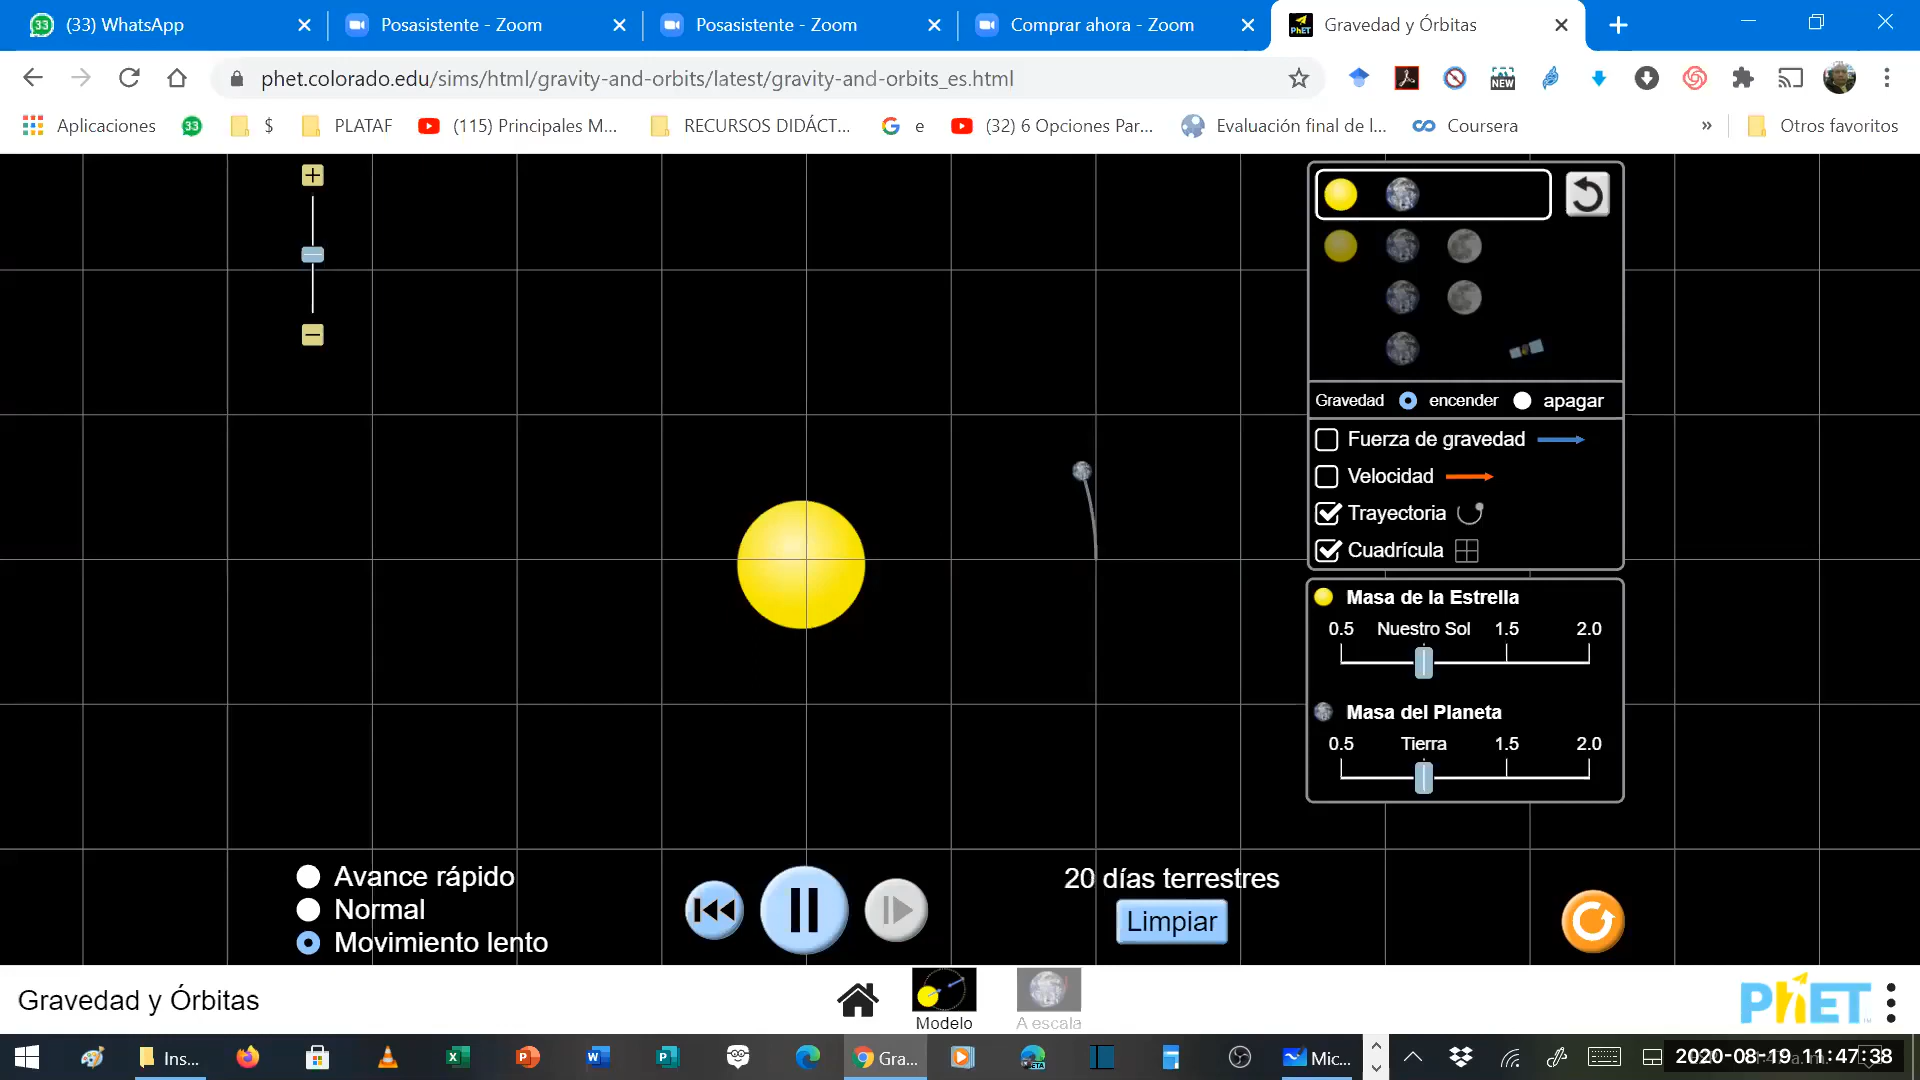 (33) WhatsApp
Posasistente - Zoom
Posasistente - Zoom
Comprar ahora - Zoom
Gravedad y Órbitas
phet.colorado.edu/sims/html/gravity-and-orbits/latest/gravity-and-orbits_es.html
NEW
Aplicaciones
33
$
PLATAF
(115) Principales M...
RECURSOS DIDÁCT...
e
(32) 6 Opciones Par...
Evaluación final de l...
Coursera
»
Otros favoritos
Gravedad encender apagar
Fuerza de gravedad
Velocidad
Trayectoria
Cuadrícula
Masa de la Estrella
0.5 Nuestro Sol 1.5 2.0
Masa del Planeta
0.5 Tierra 1.5 2.0
Avance rápido
Normal
Movimiento lento
20 días terrestres
Limpiar
Gravedad y Órbitas
Modelo
A escala
PhET
Ins...
Gra...
Mic...
2020-08-19 11:47:38